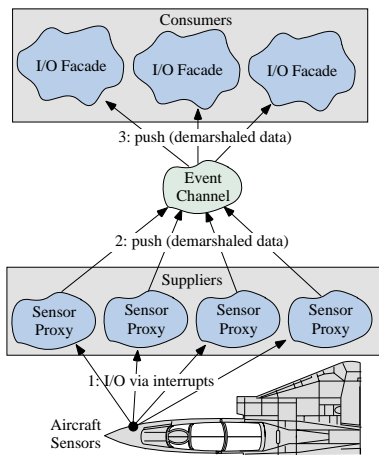 Consumers
I/O Facade
I/O Facade
I/O Facade
3: push (demarshaled data)
Event
Channel
2: push (demarshaled data)
Suppliers
Sensor
Proxy
Sensor
Proxy
Sensor
Proxy
Sensor
Proxy
1: I/O via interrupts
Aircraft
Sensors